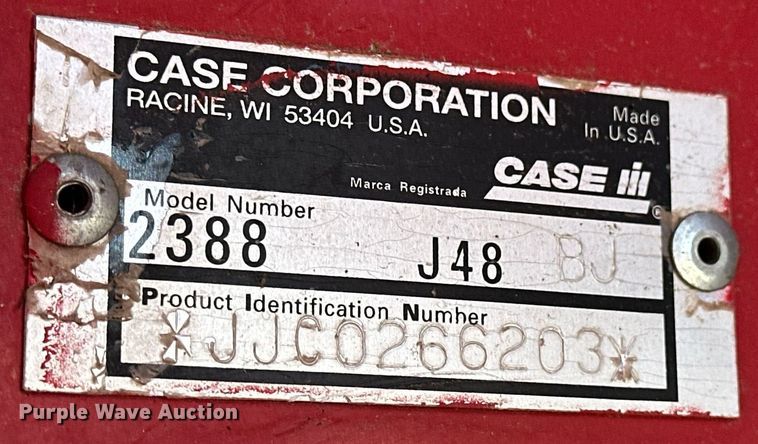 CASE CORPORATION
RACINE, WI 53404 U.S.A.
Made
In U.S.A.
Marca Registrada
CASE IH
®
Model Number
2388 J48 BJ
Product Identification Number
*JJC0266203*
Purple Wave Auction